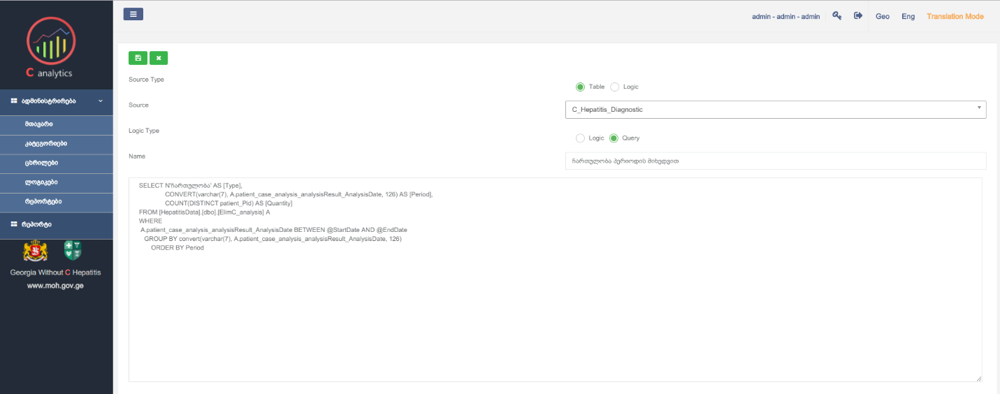 admin - admin - admin
Geo
Eng
Translation Mode
C analytics
ადმინისტრირება
მთავარი
კატეგორიები
ცხრილები
ლოგიკები
რეპორტები
რეპორტი
Georgia Without C Hepatitis
www.moh.gov.ge
Source Type
Table
Logic
Source
C_Hepatitis_Diagnostic
Logic Type
Logic
Query
Name
ჩართულობა პერიოდის მიხედვით
SELECT N'ჩართულობა' AS [Type],
CONVERT(varchar(7), A.patient_case_analysis_analysisResult_AnalysisDate, 126) AS [Period],
COUNT(DISTINCT patient_Pid) AS [Quantity]
FROM [HepatitisData].[dbo].[ElimC_analysis] A
WHERE
A.patient_case_analysis_analysisResult_AnalysisDate BETWEEN @StartDate AND @EndDate
GROUP BY convert(varchar(7), A.patient_case_analysis_analysisResult_AnalysisDate, 126)
ORDER BY Period